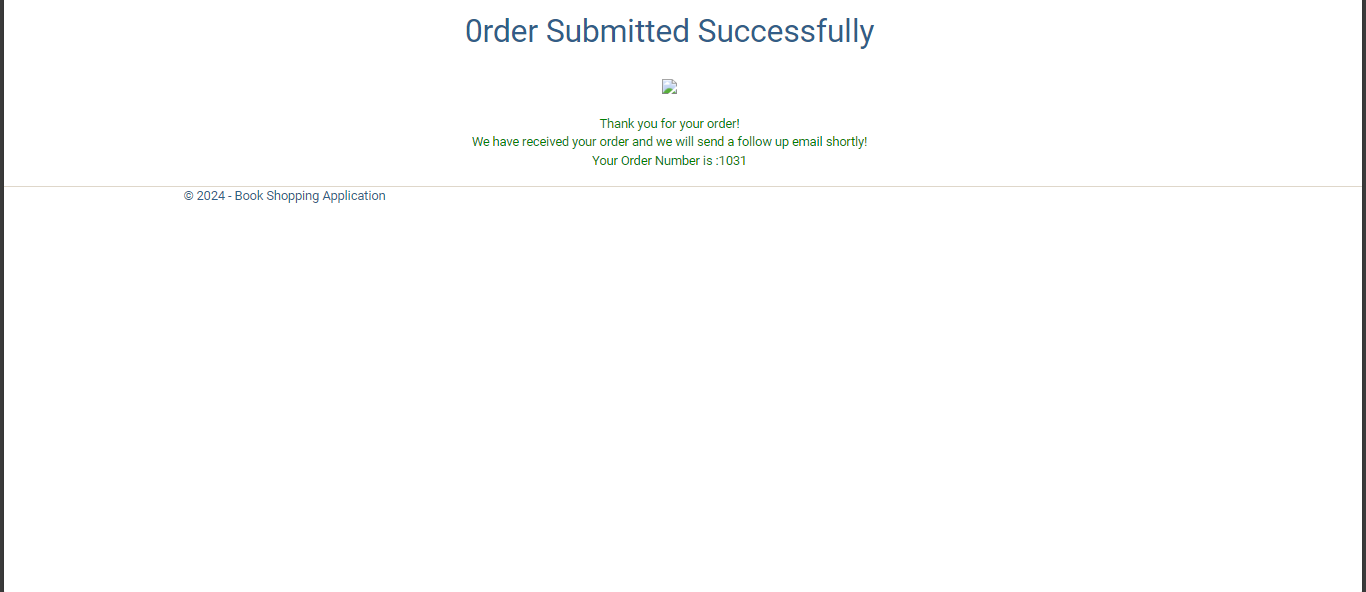 0rder Submitted Successfully
Thank you for your order!
We have received your order and we will send a follow up email shortly!
Your Order Number is :1031
© 2024 - Book Shopping Application